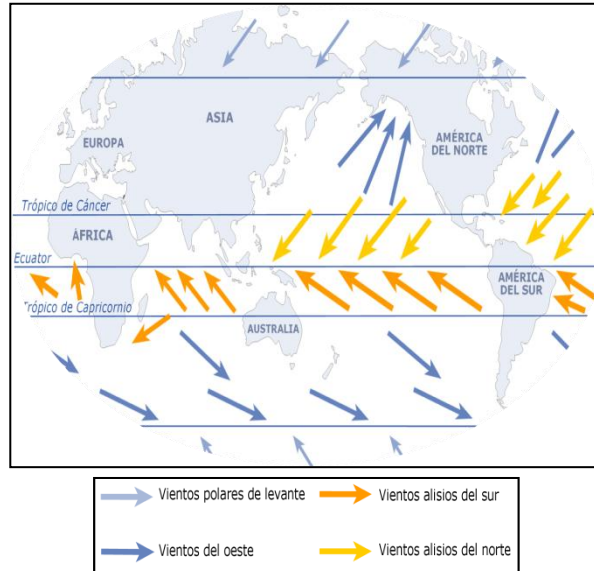 ASIA
EUROPA
AMÉRICA
DEL NORTE
Trópico de Cáncer
ÁFRICA
Ecuator
AMÉRICA
DEL SUR
Trópico de Capricornio
AUSTRALIA
Vientos polares de levante
Vientos alisios del sur
Vientos del oeste
Vientos alisios del norte